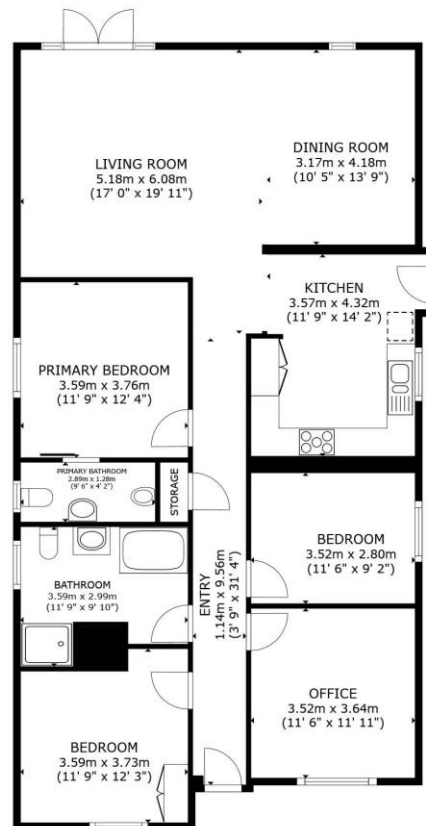 LIVING ROOM
5.18m x 6.08m
(17' 0" x 19' 11")
DINING ROOM
3.17m x 4.18m
(10' 5" x 13' 9")
KITCHEN
3.57m x 4.32m
(11' 9" x 14' 2")
PRIMARY BEDROOM
3.59m x 3.76m
(11' 9" x 12' 4")
PRIMARY BATHROOM
2.89m x 1.28m
(9' 6" x 4' 2")
STORAGE
BEDROOM
3.52m x 2.80m
(11' 6" x 9' 2")
BATHROOM
3.59m x 2.99m
(11' 9" x 9' 10")
ENTRY
1.14m x 9.56m
(3' 9" x 31' 4")
OFFICE
3.52m x 3.64m
(11' 6" x 11' 11")
BEDROOM
3.59m x 3.73m
(11' 9" x 12' 3")